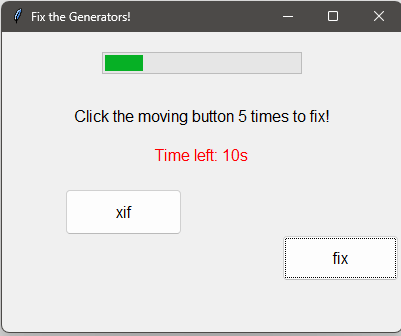 Fix the Generators!
Click the moving button 5 times to fix!
Time left: 10s
xif
fix